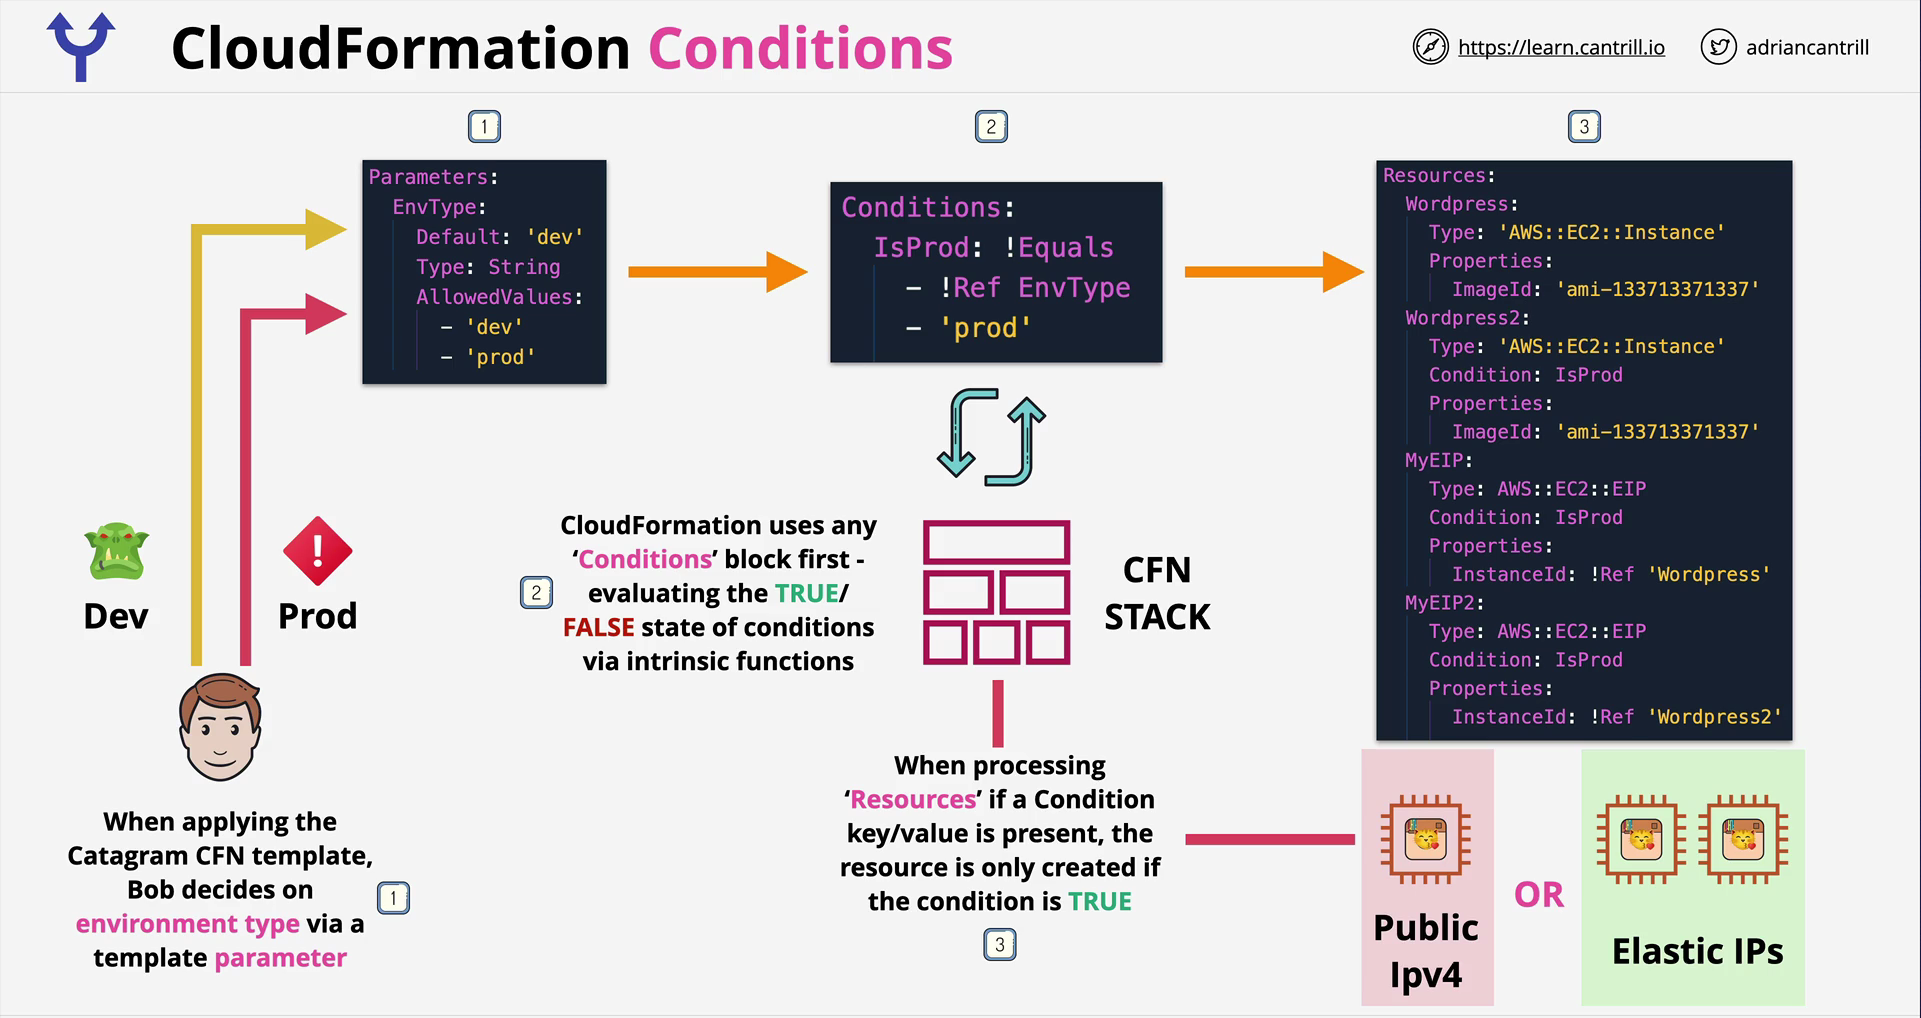 CloudFormation Conditions
https://learn.cantrill.io
adriancantrill
1
2
3
Parameters:
EnvType:
Default: 'dev'
Type: String
AllowedValues:
- 'dev'
- 'prod'
Conditions:
IsProd: !Equals
- !Ref EnvType
- 'prod'
Resources:
Wordpress:
Type: 'AWS::EC2::Instance'
Properties:
ImageId: 'ami-133713371337'
Wordpress2:
Type: 'AWS::EC2::Instance'
Condition: IsProd
Properties:
ImageId: 'ami-133713371337'
MyEIP:
Type: AWS::EC2::EIP
Condition: IsProd
Properties:
InstanceId: !Ref 'Wordpress'
MyEIP2:
Type: AWS::EC2::EIP
Condition: IsProd
Properties:
InstanceId: !Ref 'Wordpress2'
Dev
Prod
When applying the
Catagram CFN template,
Bob decides on
environment type via a
template parameter
1
CloudFormation uses any
‘Conditions’ block first -
evaluating the TRUE/
FALSE state of conditions
via intrinsic functions
2
CFN
STACK
When processing
‘Resources’ if a Condition
key/value is present, the
resource is only created if
the condition is TRUE
3
Public
Ipv4
OR
Elastic IPs